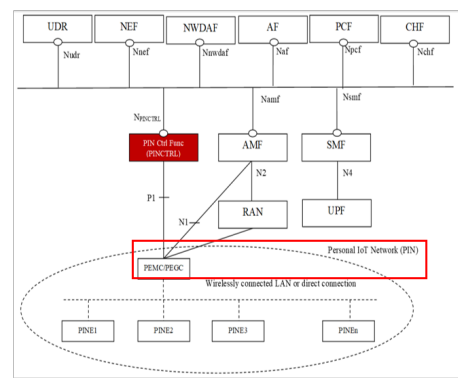 UDR
NEF
NWDAF
AF
PCF
CHF
Nudr
Nnef
Nnwdaf
Naf
Npcf
Nchf
NPINCTRL
Namf
Nsmf
PIN Ctrl Func
(PINCTRL)
AMF
SMF
N2
N4
P1
N1
RAN
UPF
Personal IoT Network (PIN)
PEMC/PEGC
Wirelessly connected LAN or direct connection
PINE1
PINE2
PINE3
PINEn